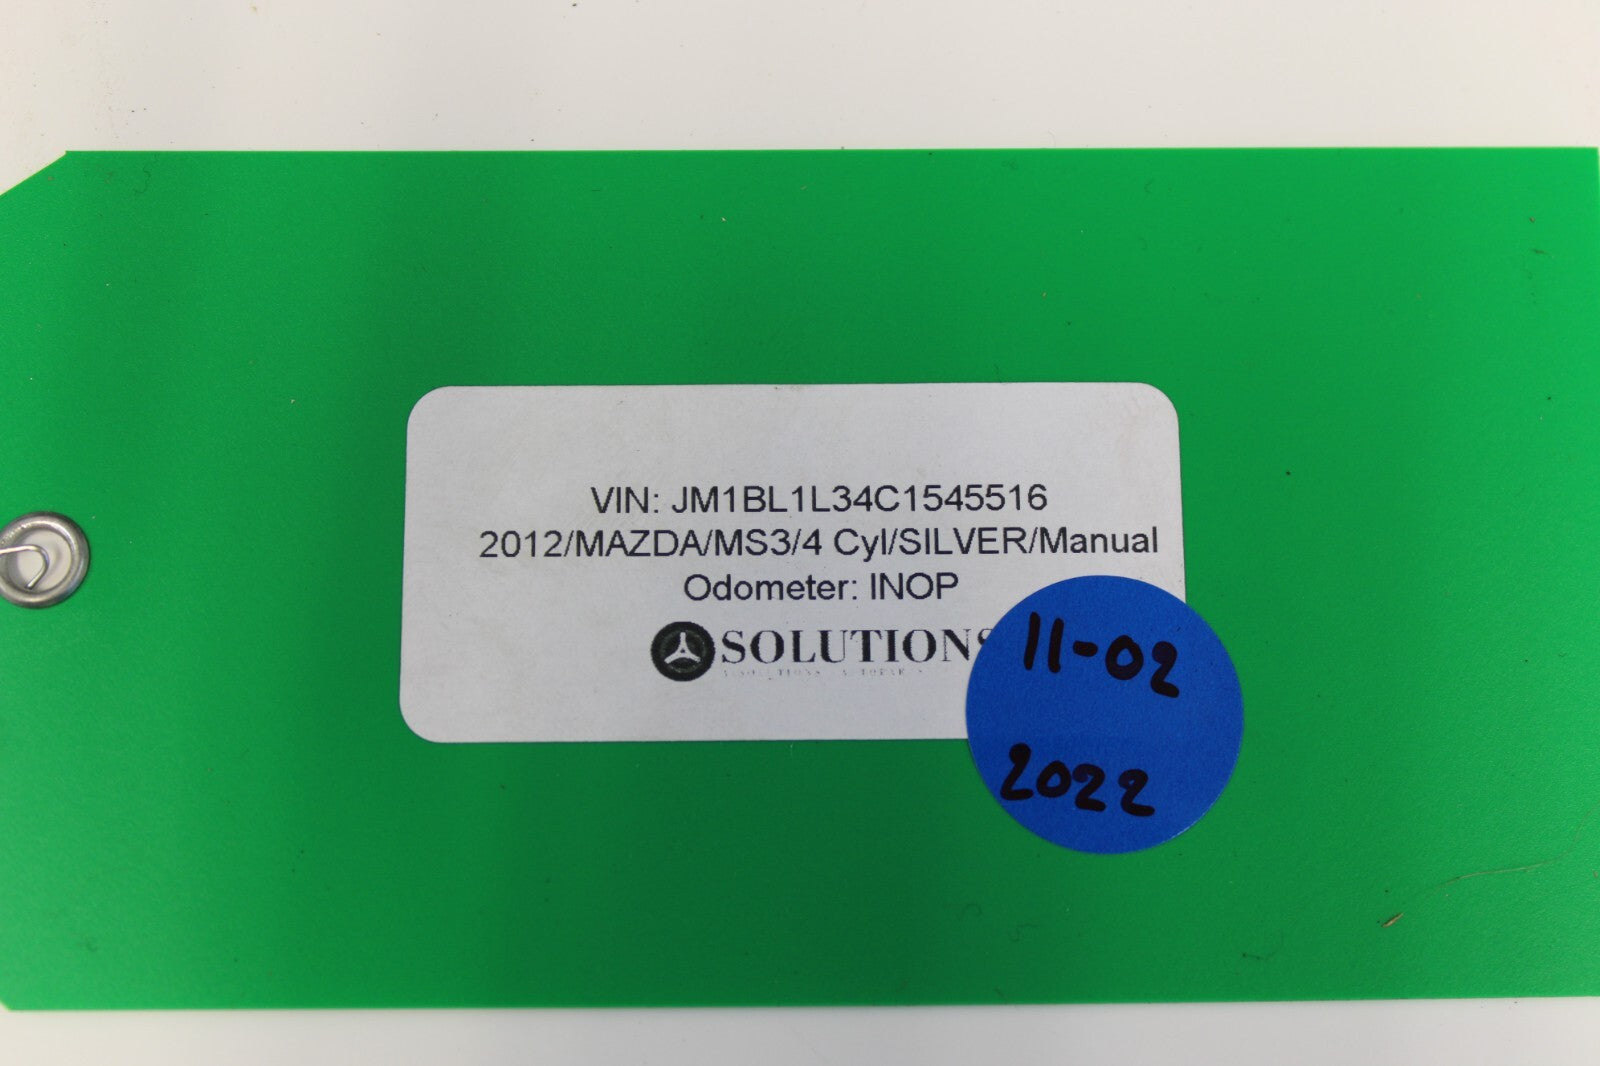 VIN: JM1BL1L34C1545516
2012/MAZDA/MS3/4 Cyl/SILVER/Manual
Odometer: INOP
SOLUTIONS
11-02
2022